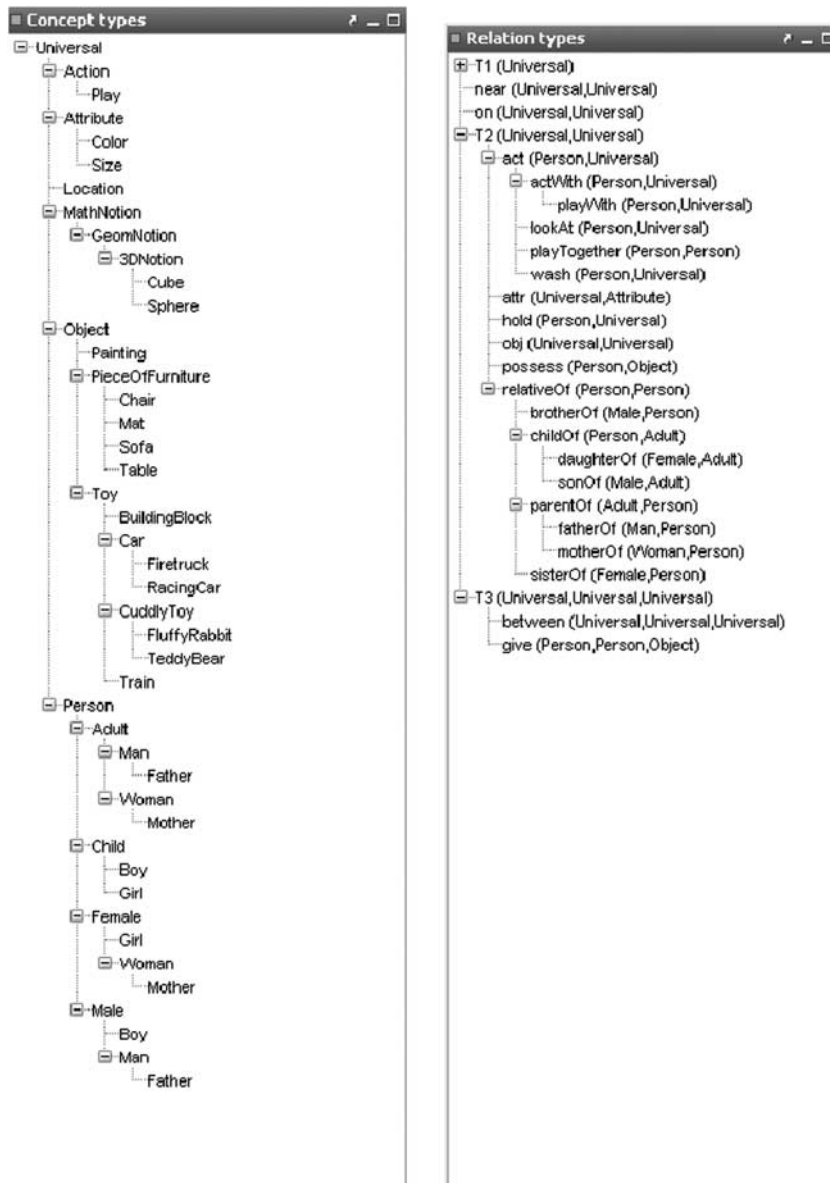 Concept types
Universal
Action
Play
Attribute
Color
Size
Location
MathNotion
GeomNotion
3DNotion
Cube
Sphere
Object
Painting
PieceOfFurniture
Chair
Mat
Sofa
Table
Toy
BuildingBlock
Car
Firetruck
RacingCar
CuddlyToy
FluffyRabbit
TeddyBear
Train
Person
Adult
Man
Father
Woman
Mother
Child
Boy
Girl
Female
Girl
Woman
Mother
Male
Boy
Man
Father
Relation types
T1 (Universal)
near (Universal,Universal)
on (Universal,Universal)
T2 (Universal,Universal)
act (Person,Universal)
actWith (Person,Universal)
playWith (Person,Universal)
lookAt (Person,Universal)
playTogether (Person,Person)
wash (Person,Universal)
attr (Universal,Attribute)
hold (Person,Universal)
obj (Universal,Universal)
possess (Person,Object)
relativeOf (Person,Person)
brotherOf (Male,Person)
childOf (Person,Adult)
daughterOf (Female,Adult)
sonOf (Male,Adult)
parentOf (Adult,Person)
fatherOf (Man,Person)
motherOf (Woman,Person)
sisterOf (Female,Person)
T3 (Universal,Universal,Universal)
between (Universal,Universal,Universal)
give (Person,Person,Object)